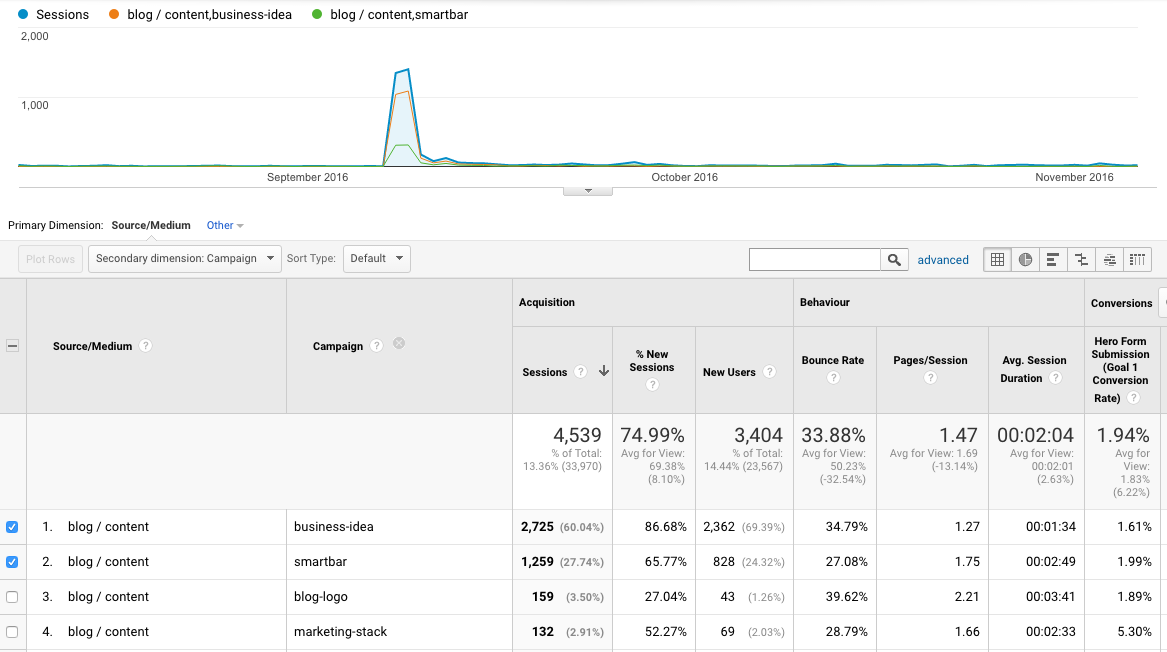 Sessions blog / content,business-idea blog / content,smartbar
2,000
1,000
September 2016 October 2016 November 2016
Primary Dimension: Source/Medium Other
Plot Rows Secondary dimension: Campaign Sort Type: Default advanced
Acquisition Behaviour Conversions
Source/Medium ? Campaign ?
Sessions ?
% New
Sessions
?
New Users ?
Bounce Rate
?
Pages/Session
?
Avg. Session
Duration ?
Hero Form
Submission
(Goal 1
Conversion
Rate) ?
4,539
% of Total:
13.36% (33,970)
74.99%
Avg for View:
69.38%
(8.10%)
3,404
% of Total:
14.44% (23,567)
33.88%
Avg for View:
50.23%
(-32.54%)
1.47
Avg for View: 1.69
(-13.14%)
00:02:04
Avg for View:
00:02:01
(2.63%)
1.94%
Avg for
View:
1.83%
(6.22%)
1. blog / content business-idea 2,725 (60.04%) 86.68% 2,362 (69.39%) 34.79% 1.27 00:01:34 1.61%
2. blog / content smartbar 1,259 (27.74%) 65.77% 828 (24.32%) 27.08% 1.75 00:02:49 1.99%
3. blog / content blog-logo 159 (3.50%) 27.04% 43 (1.26%) 39.62% 2.21 00:03:41 1.89%
4. blog / content marketing-stack 132 (2.91%) 52.27% 69 (2.03%) 28.79% 1.66 00:02:33 5.30%